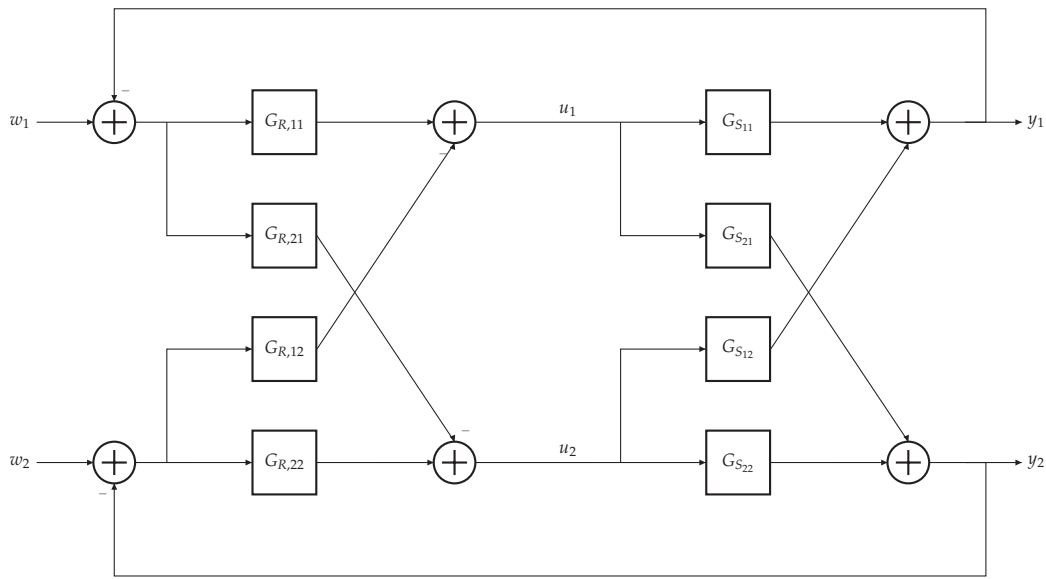 −
w₁ G_{R,11} u₁ G_{S₁₁} y₁
−
G_{R,21} G_{S₂₁}
G_{R,12} G_{S₁₂}
−
w₂ G_{R,22} u₂ G_{S₂₂} y₂
−